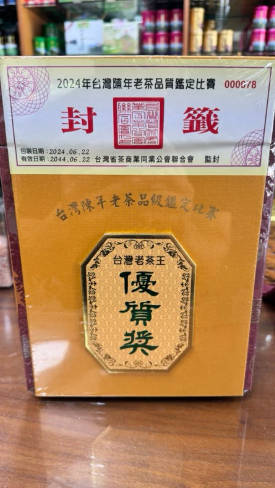 2024年台灣陳年老茶品質鑑定比賽 000078
封 籤
包裝日期：2024.06.22
有效日期：2044.06.22 台灣省茶商業同業公會聯合會 監封
台灣陳年老茶品級鑑定比賽
台灣老茶王
優質獎